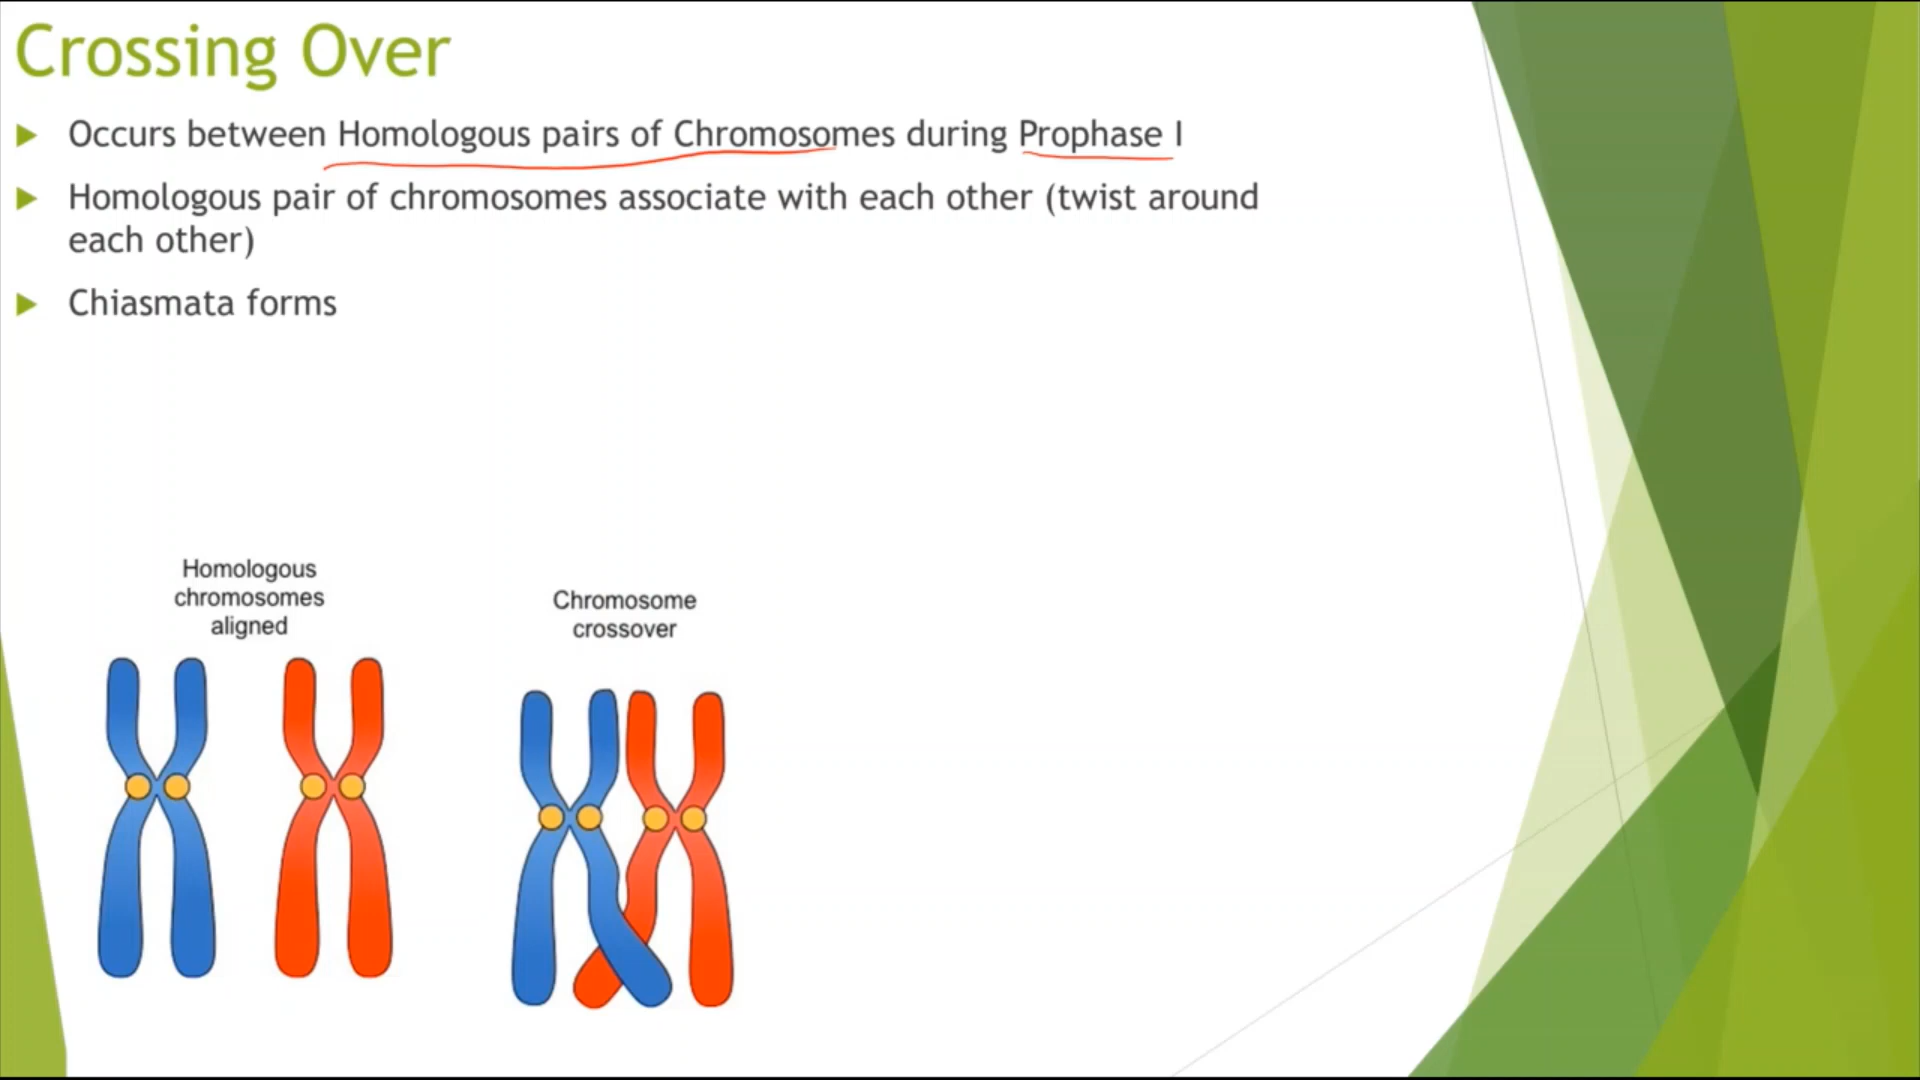 Crossing Over
Occurs between Homologous pairs of Chromosomes during Prophase I
Homologous pair of chromosomes associate with each other (twist around
each other)
Chiasmata forms
Homologous
chromosomes
aligned
Chromosome
crossover